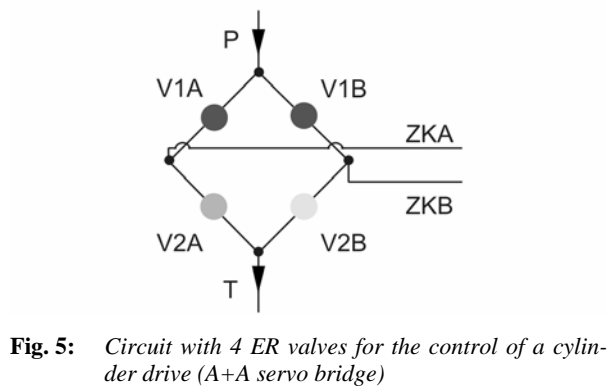 P
V1A
V1B
ZKA
ZKB
V2A
V2B
T
Fig. 5: Circuit with 4 ER valves for the control of a cylin-
der drive (A+A servo bridge)